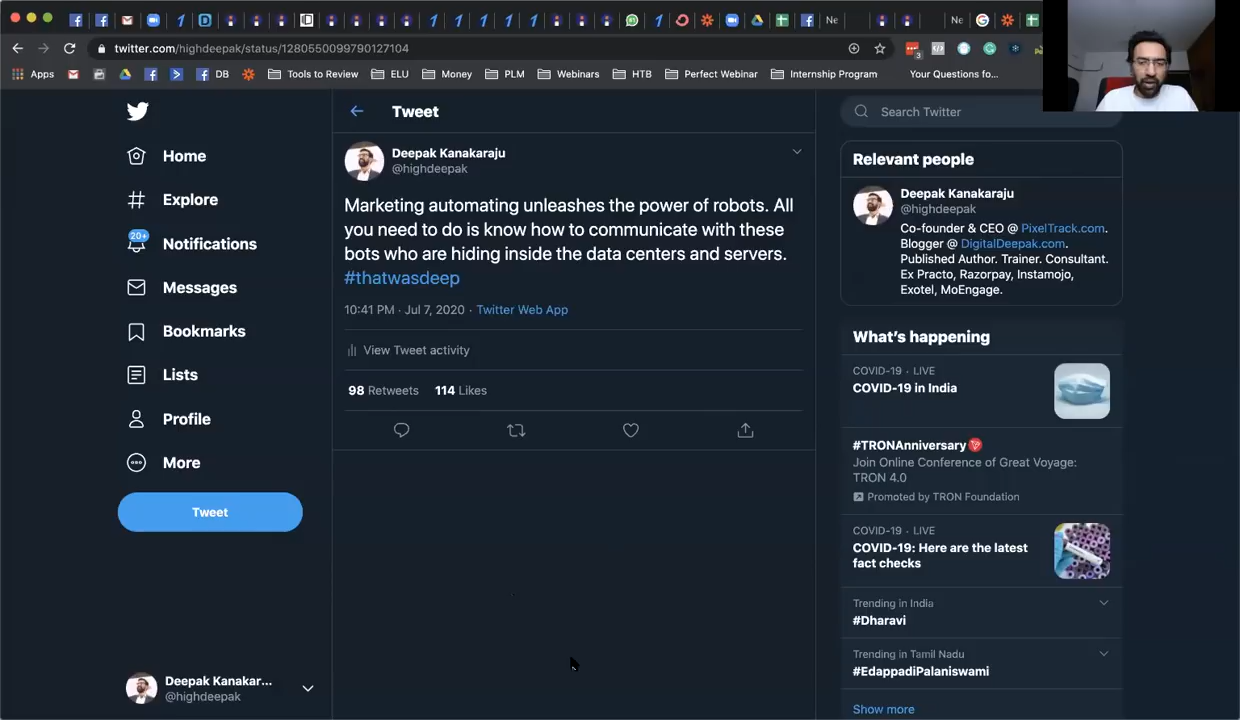 Ne
Ne
twitter.com/highdeepak/status/1280550099790127104
3
Apps
DB
Tools to Review
ELU
Money
PLM
Webinars
HTB
Perfect Webinar
Internship Program
Your Questions fo...
Home
Explore
20+
Notifications
Messages
Bookmarks
Lists
Profile
More
Tweet
Deepak Kanakar...
@highdeepak
Tweet
Deepak Kanakaraju
@highdeepak
Marketing automating unleashes the power of robots. All
you need to do is know how to communicate with these
bots who are hiding inside the data centers and servers.
#thatwasdeep
10:41 PM · Jul 7, 2020 · Twitter Web App
View Tweet activity
98 Retweets 114 Likes
Search Twitter
Relevant people
Deepak Kanakaraju
@highdeepak
Co-founder & CEO @ PixelTrack.com.
Blogger @ DigitalDeepak.com.
Published Author. Trainer. Consultant.
Ex Practo, Razorpay, Instamojo,
Exotel, MoEngage.
What's happening
COVID-19 · LIVE
COVID-19 in India
#TRONAnniversary
Join Online Conference of Great Voyage:
TRON 4.0
Promoted by TRON Foundation
COVID-19 · LIVE
COVID-19: Here are the latest
fact checks
Trending in India
#Dharavi
Trending in Tamil Nadu
#EdappadiPalaniswami
Show more